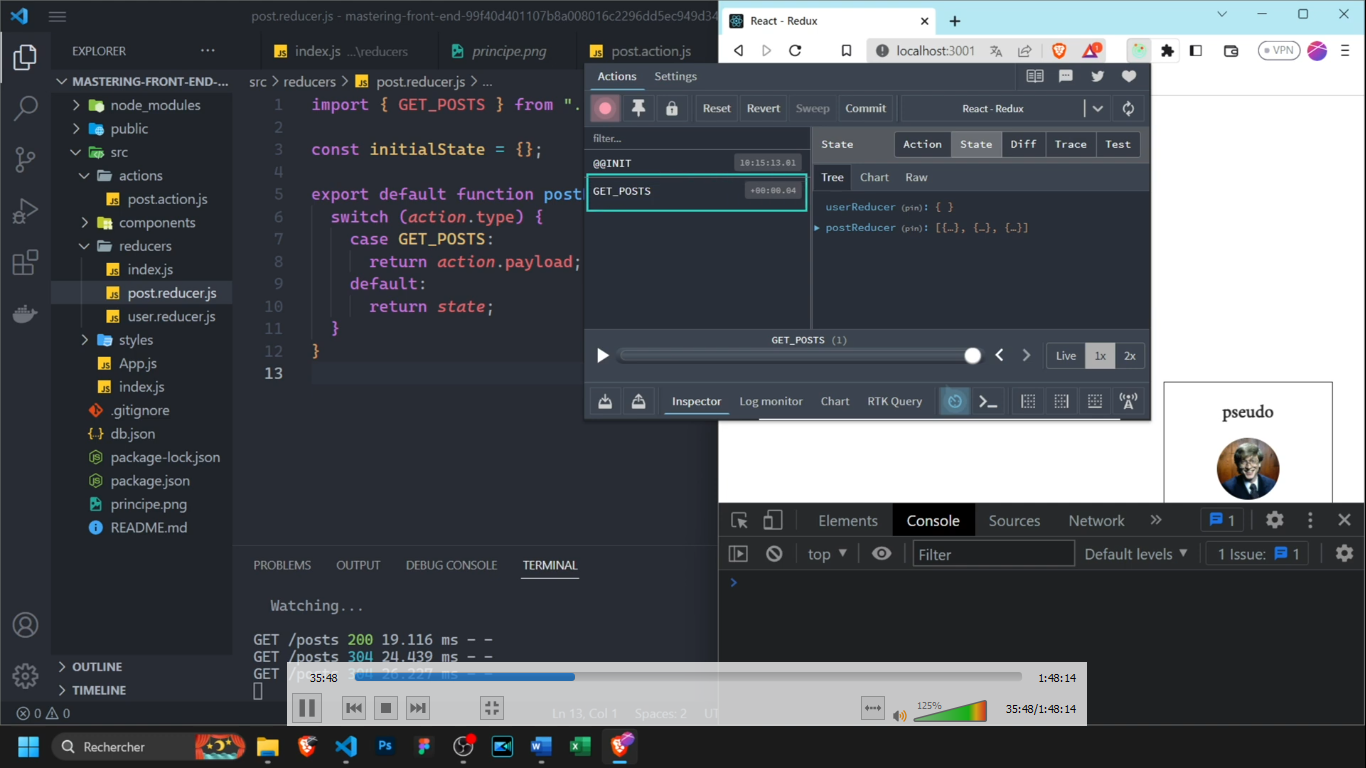 post.reducer.js - mastering-front-end-99f40d401107b8a008016c2296dd5ec949d34
EXPLORER
MASTERING-FRONT-END-...
node_modules
public
src
actions
post.action.js
components
reducers
index.js
post.reducer.js
user.reducer.js
styles
App.js
index.js
.gitignore
db.json
package-lock.json
package.json
principe.png
README.md
OUTLINE
TIMELINE
0 0
index.js ...\reducers
principe.png
post.action.js
src > reducers > post.reducer.js > ...
1 import { GET_POSTS } from ".
2
3 const initialState = {};
4
5 export default function post
6 switch (action.type) {
7 case GET_POSTS:
8 return action.payload;
9 default:
10 return state;
11 }
12 }
13
PROBLEMS OUTPUT DEBUG CONSOLE TERMINAL
Watching...
GET /posts 200 19.116 ms - -
GET /posts 304 24.439 ms - -
GET /posts 304 26.227 ms - -
Ln 13, Col 1 Spaces: 2 UT
React - Redux
localhost:3001
VPN
1
Actions Settings
Reset Revert Sweep Commit React - Redux
filter...
@@INIT 10:15:13.81
GET_POSTS +00:00.04
State Action State Diff Trace Test
Tree Chart Raw
userReducer (pin): { }
postReducer (pin): [{…}, {…}, {…}]
GET_POSTS (1)
Live 1x 2x
Inspector Log monitor Chart RTK Query
pseudo
Elements Console Sources Network » 1
top Filter Default levels 1 Issue: 1
35:48 1:48:14
125%
35:48/1:48:14
Rechercher